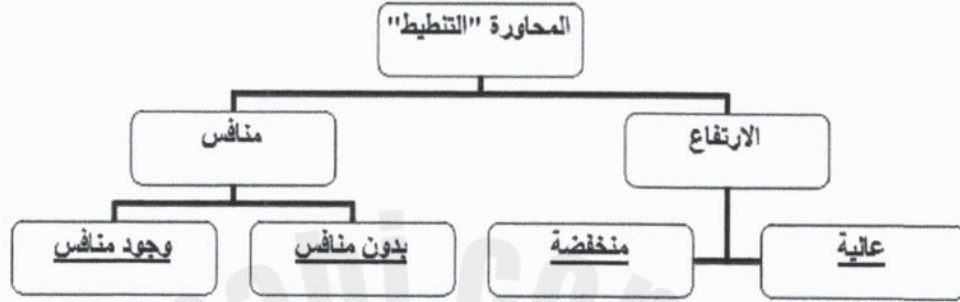 المحاورة "التنطيط"
الارتفاع
منافس
عالية
منخفضة
بدون منافس
وجود منافس